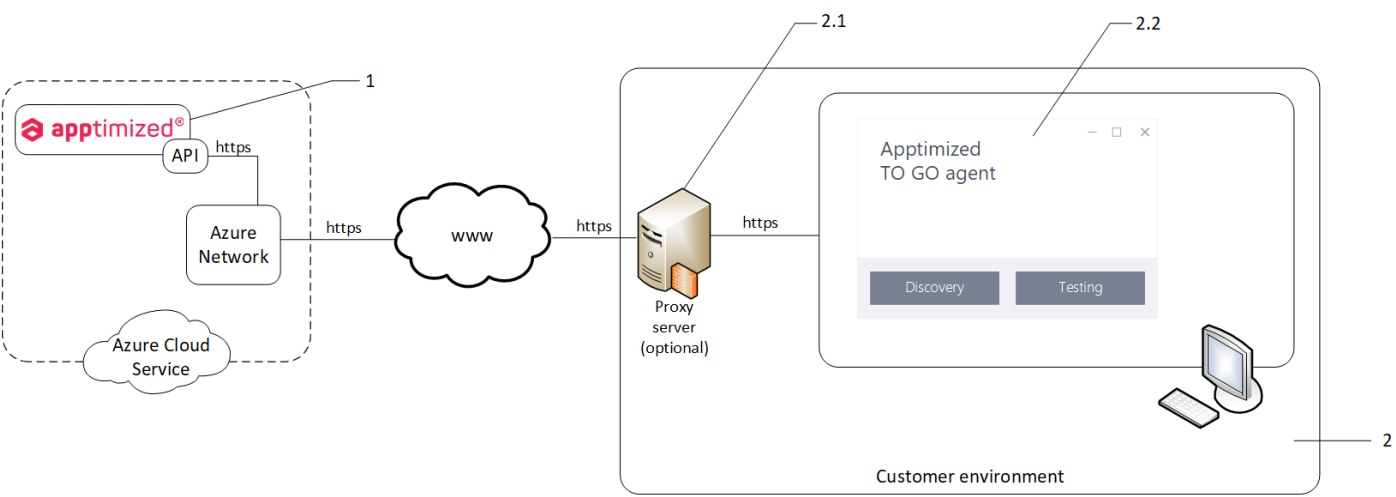 2.1
2.2
1
apptimized®
API
https
Azure
Network
https
www
https
https
Proxy
server
(optional)
Apptimized
TO GO agent
Discovery
Testing
Azure Cloud
Service
2
Customer environment